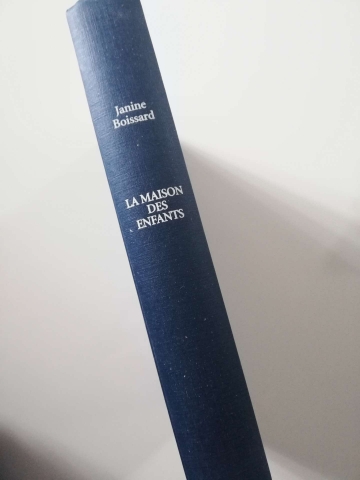 Janine
Boissard
LA MAISON
DES
ENFANTS